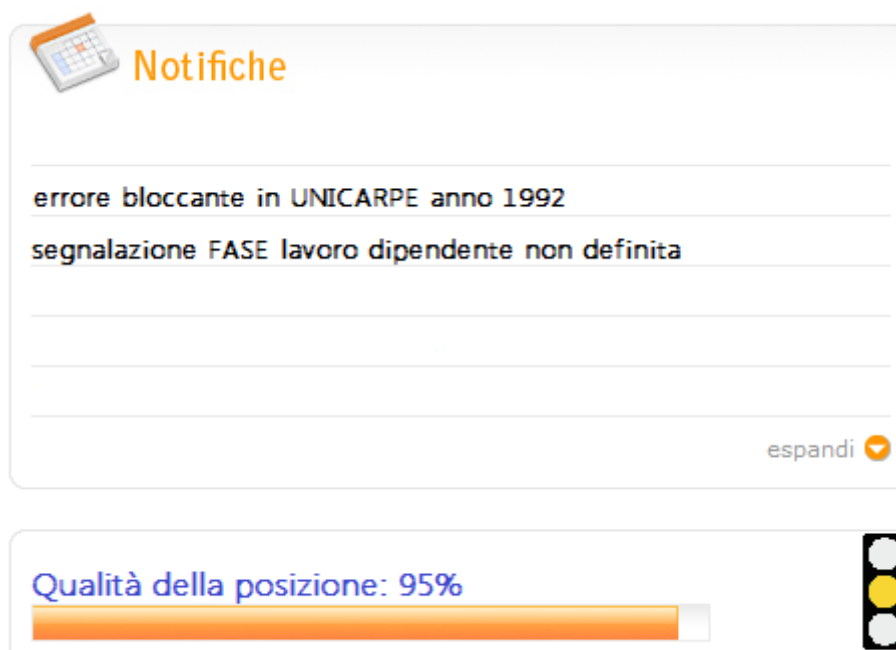 Notifiche
errore bloccante in UNICARPE anno 1992
segnalazione FASE lavoro dipendente non definita
espandi
Qualità della posizione: 95%